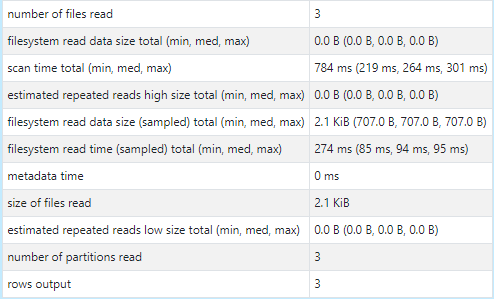 number of files read 3
filesystem read data size total (min, med, max) 0.0 B (0.0 B, 0.0 B, 0.0 B)
scan time total (min, med, max) 784 ms (219 ms, 264 ms, 301 ms)
estimated repeated reads high size total (min, med, max) 0.0 B (0.0 B, 0.0 B, 0.0 B)
filesystem read data size (sampled) total (min, med, max) 2.1 KiB (707.0 B, 707.0 B, 707.0 B)
filesystem read time (sampled) total (min, med, max) 274 ms (85 ms, 94 ms, 95 ms)
metadata time 0 ms
size of files read 2.1 KiB
estimated repeated reads low size total (min, med, max) 0.0 B (0.0 B, 0.0 B, 0.0 B)
number of partitions read 3
rows output 3